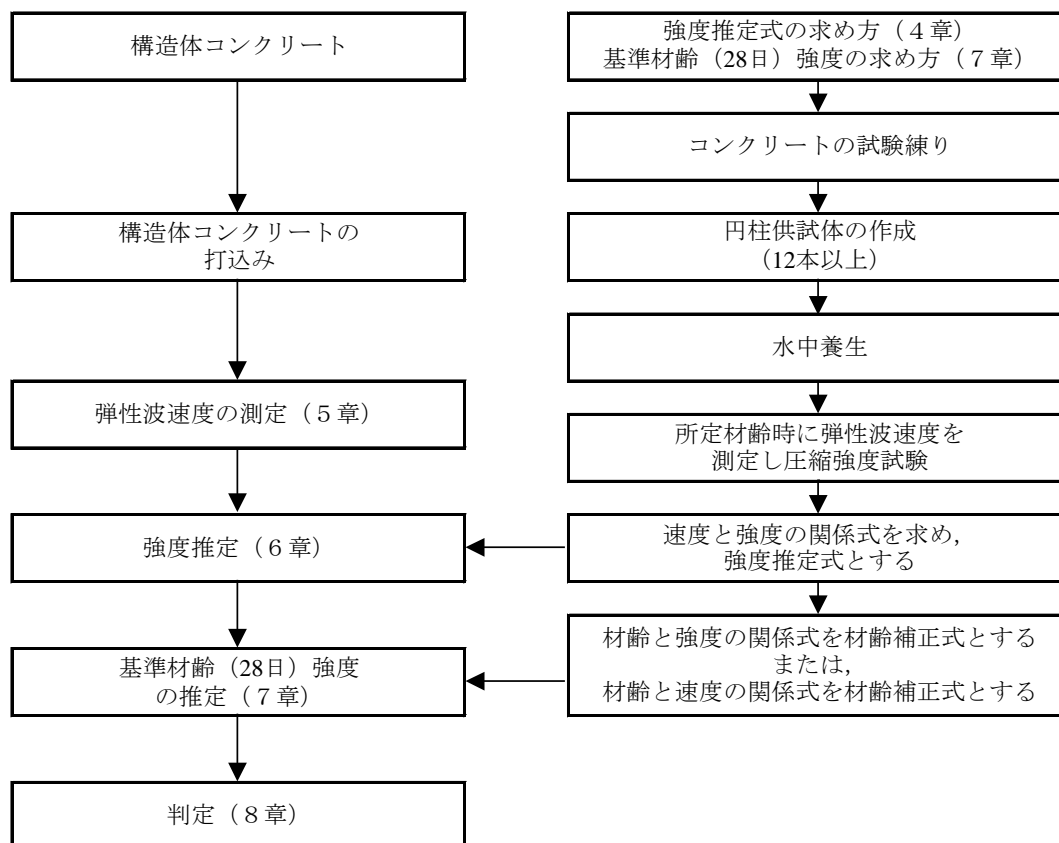 構造体コンクリート
構造体コンクリートの
打込み
弾性波速度の測定（５章）
強度推定（６章）
基準材齢（28日）強度
の推定（７章）
判定（８章）
強度推定式の求め方（４章）
基準材齢（28日）強度の求め方（７章）
コンクリートの試験練り
円柱供試体の作成
（12本以上）
水中養生
所定材齢時に弾性波速度を
測定し圧縮強度試験
速度と強度の関係式を求め，
強度推定式とする
材齢と強度の関係式を材齢補正式とする
または，
材齢と速度の関係式を材齢補正式とする